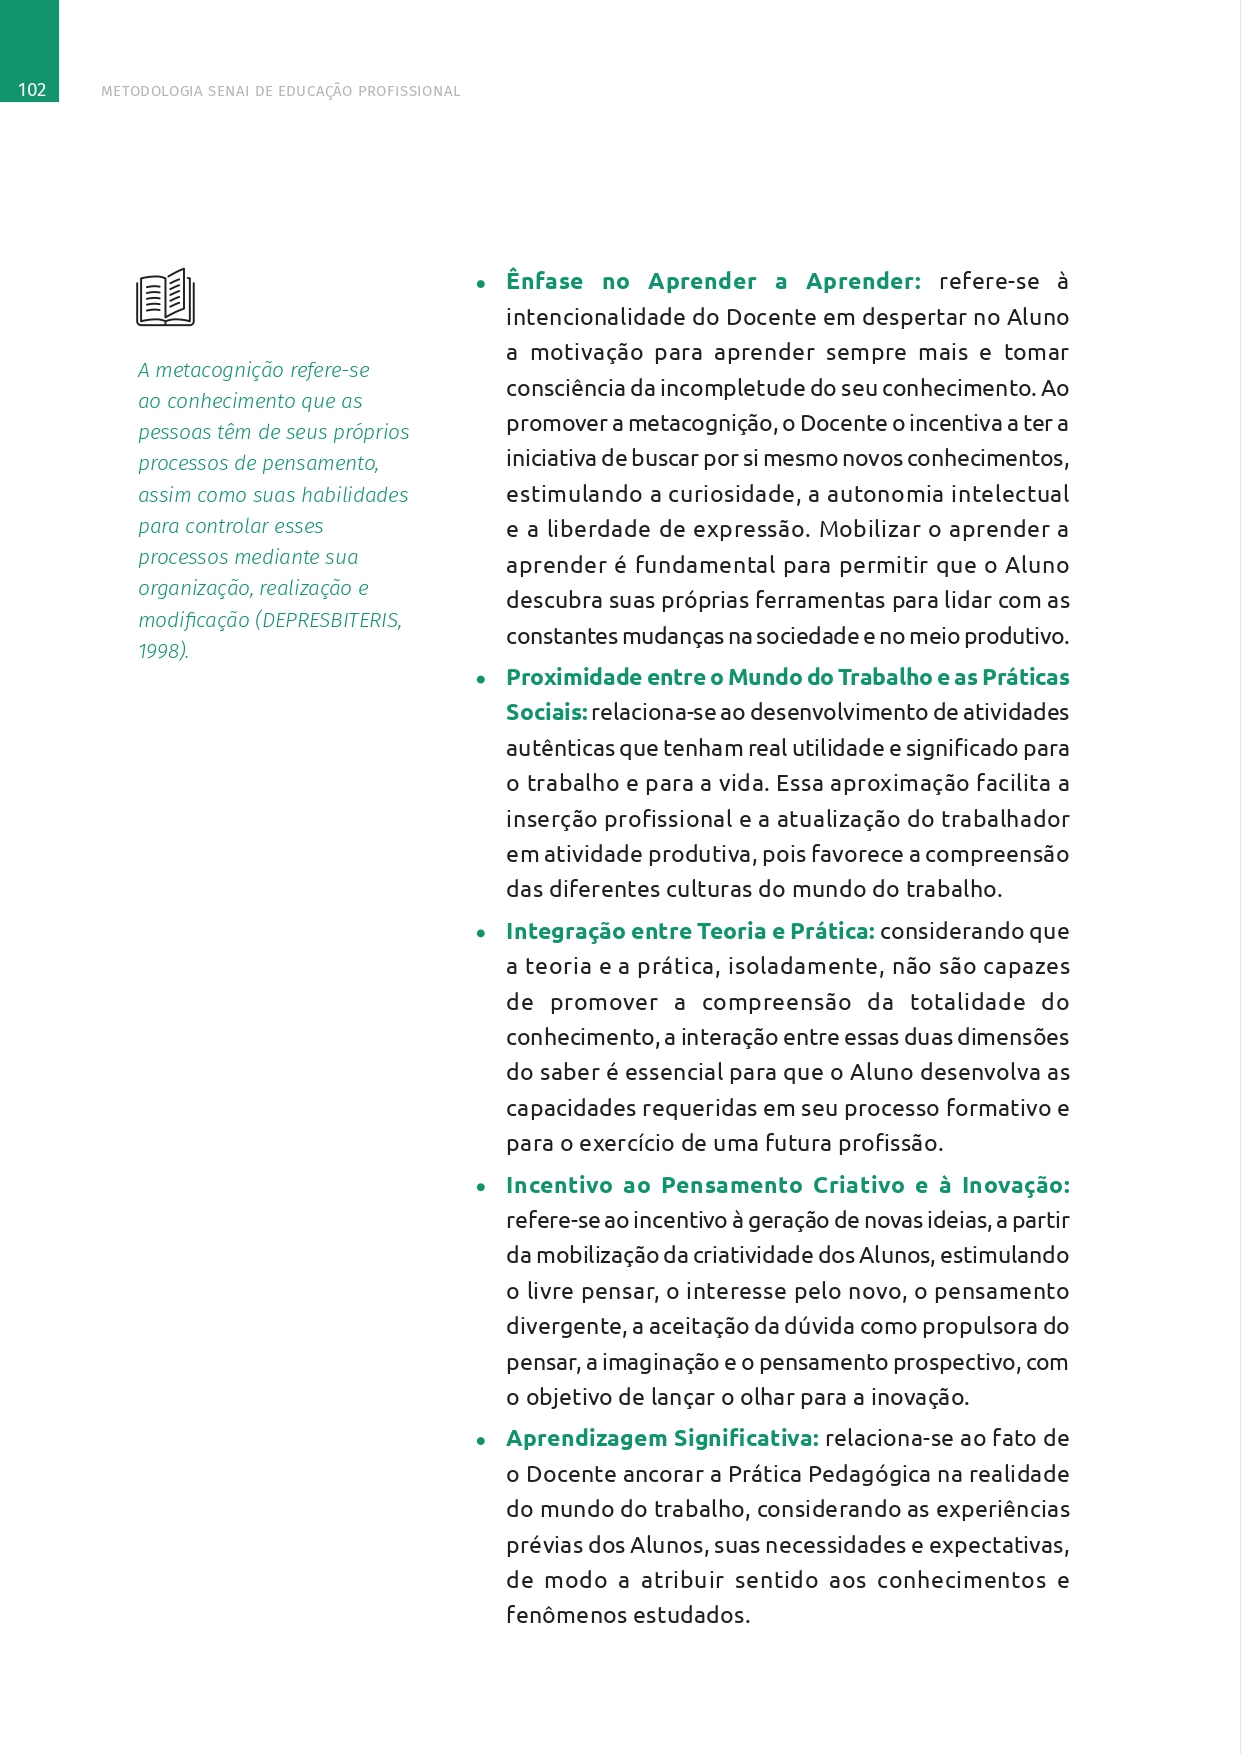 102
METODOLOGIA SENAI DE EDUCAÇÃO PROFISSIONAL
A metacognição refere-se
ao conhecimento que as
pessoas têm de seus próprios
processos de pensamento,
assim como suas habilidades
para controlar esses
processos mediante sua
organização, realização e
modificação (DEPRESBITERIS,
1998).
• Ênfase no Aprender a Aprender: refere-se à
intencionalidade do Docente em despertar no Aluno
a motivação para aprender sempre mais e tomar
consciência da incompletude do seu conhecimento. Ao
promover a metacognição, o Docente o incentiva a ter a
iniciativa de buscar por si mesmo novos conhecimentos,
estimulando a curiosidade, a autonomia intelectual
e a liberdade de expressão. Mobilizar o aprender a
aprender é fundamental para permitir que o Aluno
descubra suas próprias ferramentas para lidar com as
constantes mudanças na sociedade e no meio produtivo.
• Proximidade entre o Mundo do Trabalho e as Práticas
Sociais: relaciona-se ao desenvolvimento de atividades
autênticas que tenham real utilidade e significado para
o trabalho e para a vida. Essa aproximação facilita a
inserção profissional e a atualização do trabalhador
em atividade produtiva, pois favorece a compreensão
das diferentes culturas do mundo do trabalho.
• Integração entre Teoria e Prática: considerando que
a teoria e a prática, isoladamente, não são capazes
de promover a compreensão da totalidade do
conhecimento, a interação entre essas duas dimensões
do saber é essencial para que o Aluno desenvolva as
capacidades requeridas em seu processo formativo e
para o exercício de uma futura profissão.
• Incentivo ao Pensamento Criativo e à Inovação:
refere-se ao incentivo à geração de novas ideias, a partir
da mobilização da criatividade dos Alunos, estimulando
o livre pensar, o interesse pelo novo, o pensamento
divergente, a aceitação da dúvida como propulsora do
pensar, a imaginação e o pensamento prospectivo, com
o objetivo de lançar o olhar para a inovação.
• Aprendizagem Significativa: relaciona-se ao fato de
o Docente ancorar a Prática Pedagógica na realidade
do mundo do trabalho, considerando as experiências
prévias dos Alunos, suas necessidades e expectativas,
de modo a atribuir sentido aos conhecimentos e
fenômenos estudados.